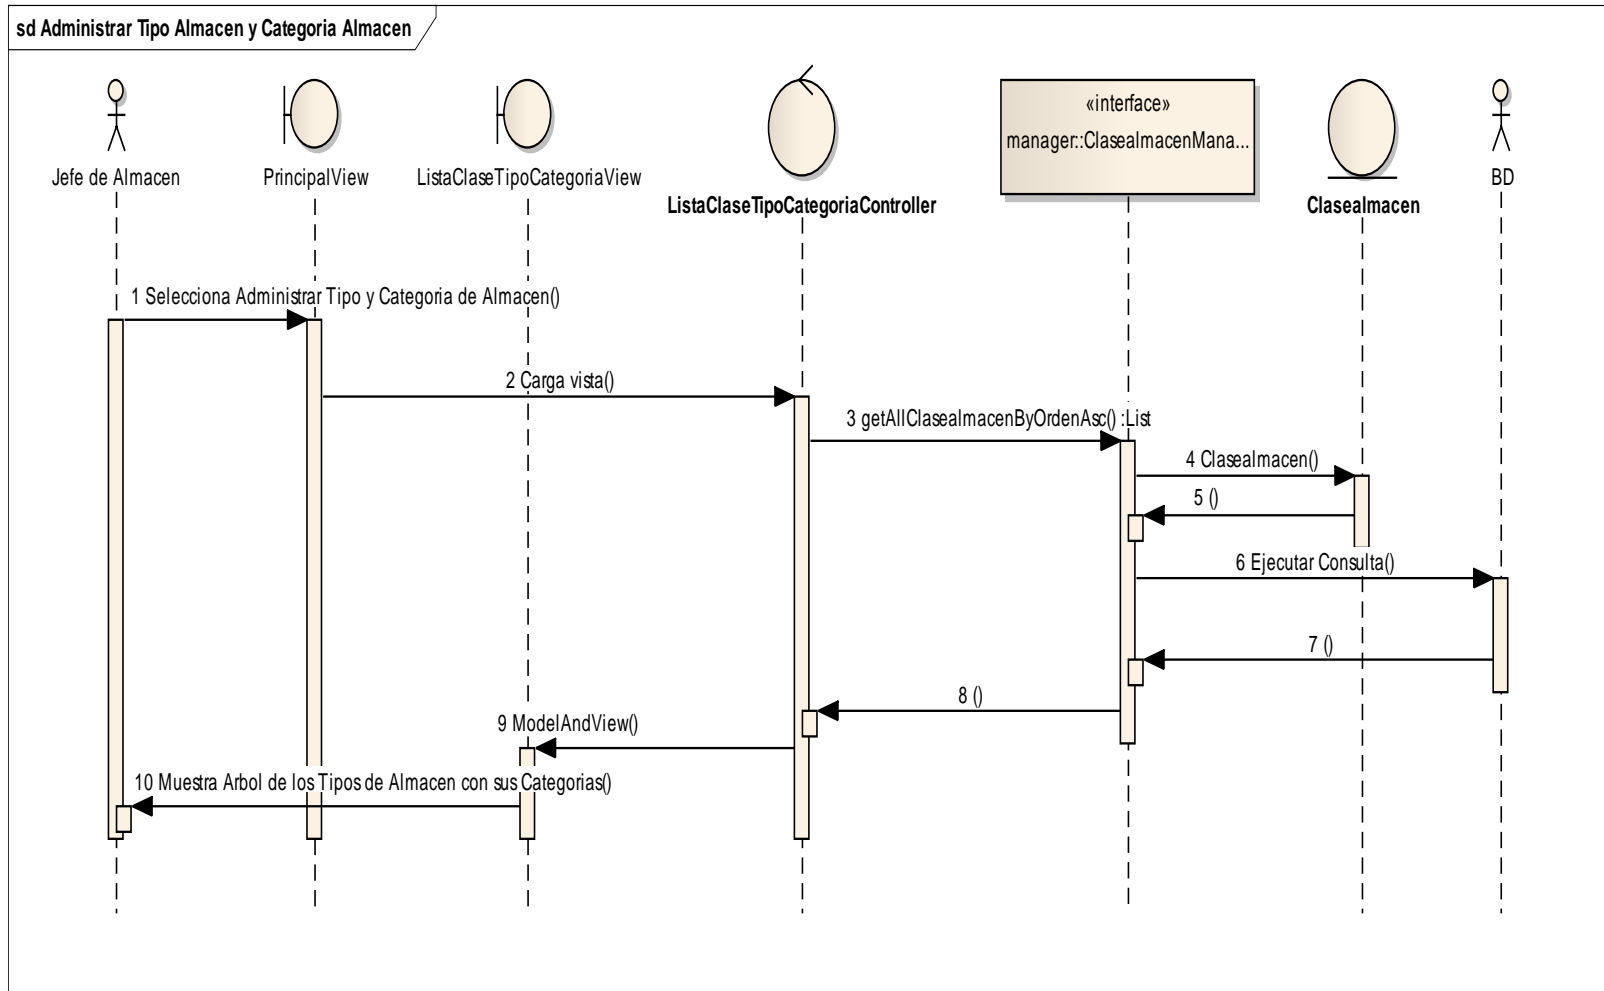 sd Administrar Tipo Almacen y Categoria Almacen
«interface»
manager::ClasealmacenMana...
Jefe de Almacen
PrincipalView
ListaClaseTipoCategoriaView
BD
ListaClaseTipoCategoriaController
Clasealmacen
1 Selecciona Administrar Tipo y Categoria de Almacen()
2 Carga vista()
3 getAllClasealmacenByOrdenAsc() :List
4 Clasealmacen()
5 ()
6 Ejecutar Consulta()
7 ()
8 ()
9 ModelAndView()
10 Muestra Arbol de los Tipos de Almacen con sus Categorias()